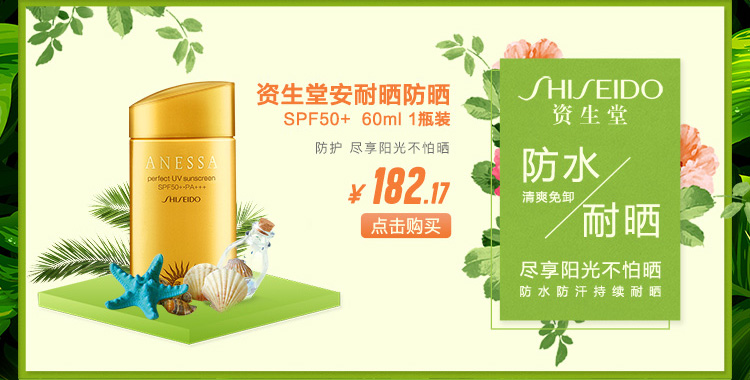 资生堂安耐晒防晒
SPF50+ 60ml 1瓶装
防护 尽享阳光不怕晒
¥ 182.17
点击购买
ANESSA
perfect UV sunscreen
SPF50+·PA+++
SHISEIDO
SHISEIDO
资生堂
防水
清爽免卸
耐晒
尽享阳光不怕晒
防水防汗持续耐晒